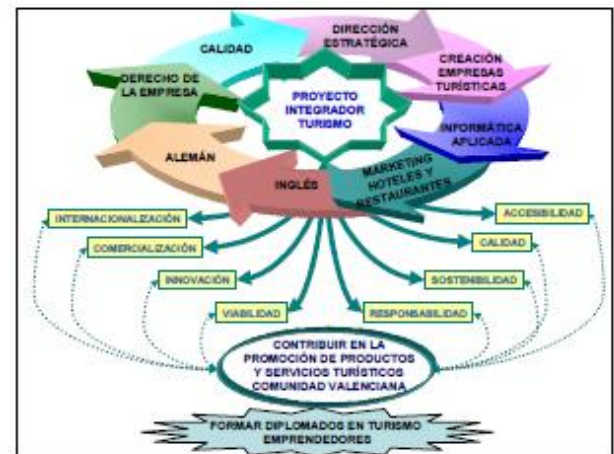 DIRECCIÓN
ESTRATÉGICA
CALIDAD
CREACIÓN
EMPRESAS
TURÍSTICAS
DERECHO DE
LA EMPRESA
PROYECTO
INTEGRADOR
TURISMO
INFORMÁTICA
APLICADA
ALEMÁN
INGLÉS
MARKETING
HOTELES Y
RESTAURANTES
INTERNACIONALIZACIÓN
ACCESIBILIDAD
COMERCIALIZACIÓN
CALIDAD
INNOVACIÓN
SOSTENIBILIDAD
VIABILIDAD
RESPONSABILIDAD
CONTRIBUIR EN LA
PROMOCIÓN DE PRODUCTOS
Y SERVICIOS TURÍSTICOS
COMUNIDAD VALENCIANA
FORMAR DIPLOMADOS EN TURISMO
EMPRENDEDORES